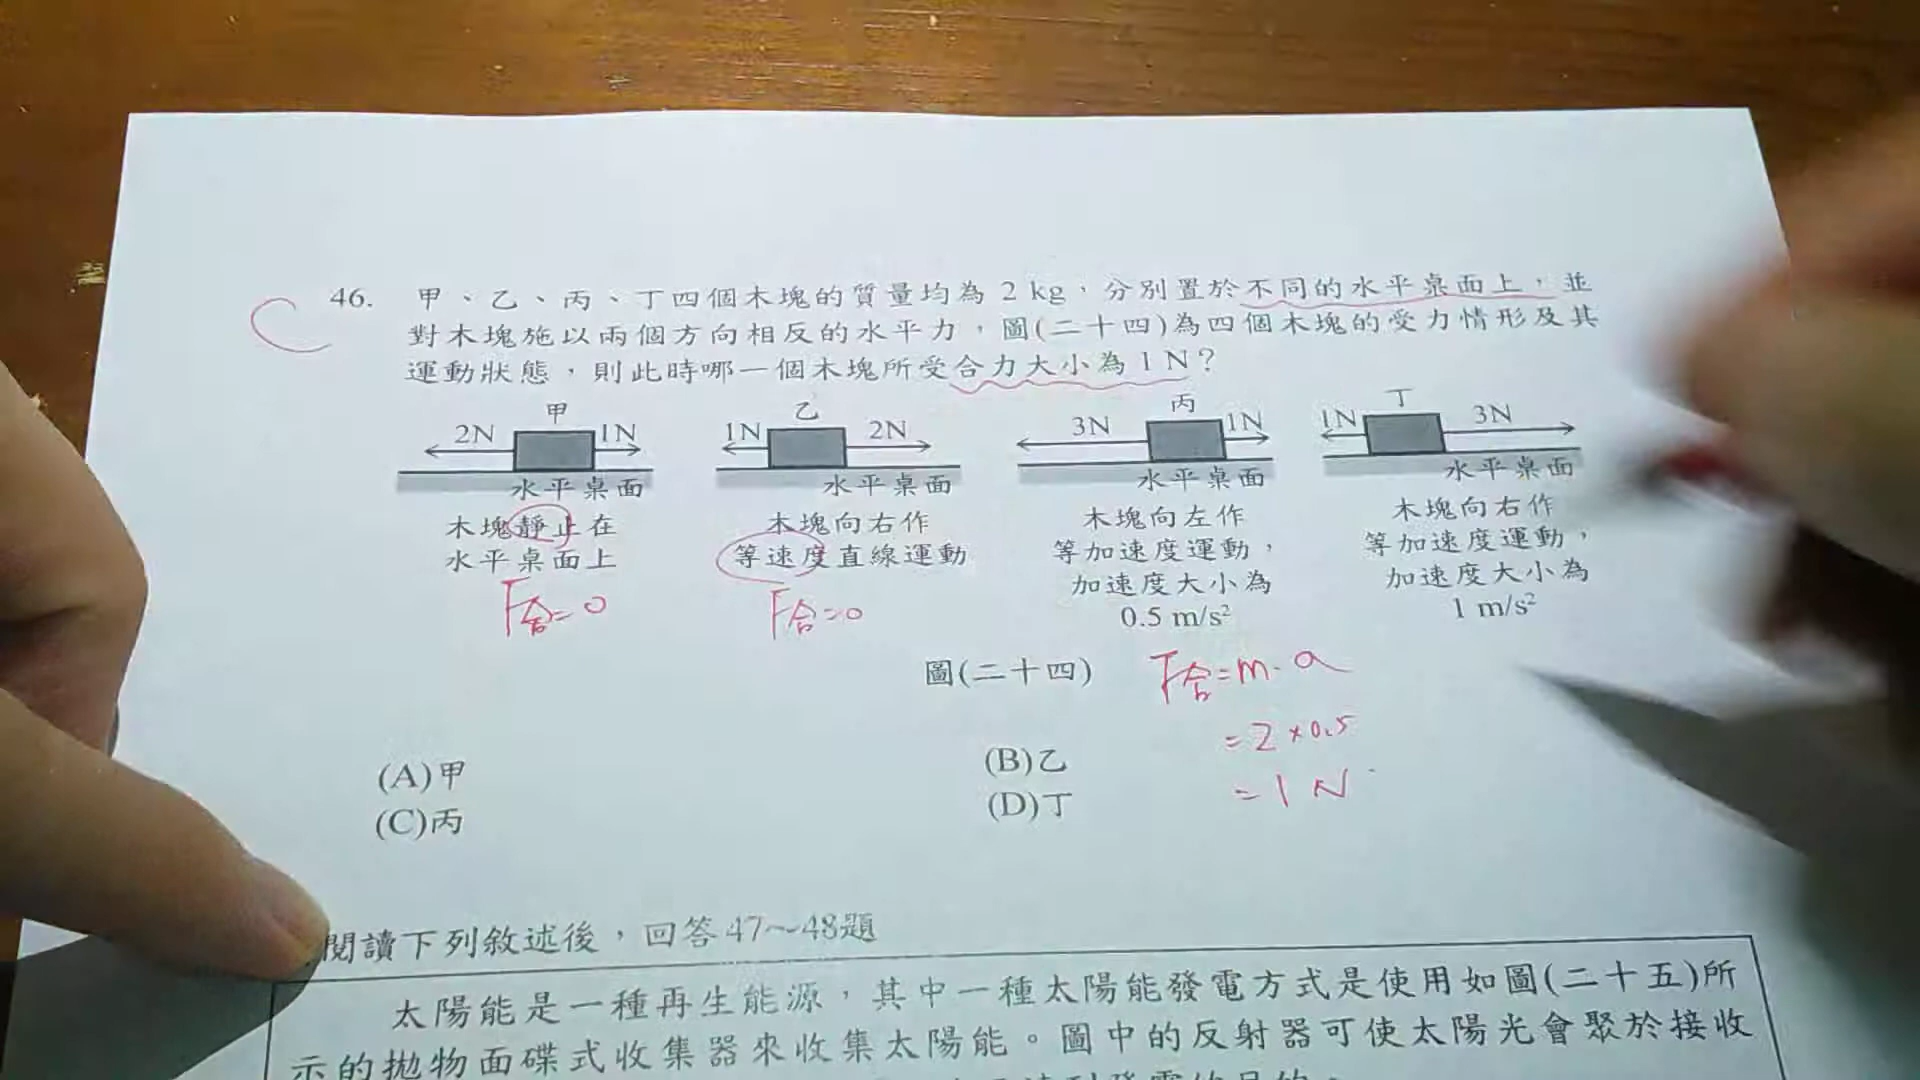 46. 甲、乙、丙、丁四個木塊的質量均為 2 kg，分別置於不同的水平桌面上，並
對木塊施以兩個方向相反的水平力，圖(二十四)為四個木塊的受力情形及其
運動狀態，則此時哪一個木塊所受合力大小為 1 N？
C
甲
2N
1N
水平桌面
木塊靜止在
水平桌面上
F合=0
乙
1N
2N
水平桌面
木塊向右作
等速度直線運動
F合=0
丙
3N
1N
水平桌面
木塊向左作
等加速度運動，
加速度大小為
0.5 m/s²
丁
1N
3N
水平桌面
木塊向右作
等加速度運動，
加速度大小為
1 m/s²
圖(二十四)
F合=m·a
=2×0.5
=1N
(A)甲
(B)乙
(C)丙
(D)丁
閱讀下列敘述後，回答47～48題
太陽能是一種再生能源，其中一種太陽能發電方式是使用如圖(二十五)所
示的拋物面碟式收集器來收集太陽能。圖中的反射器可使太陽光會聚於接收